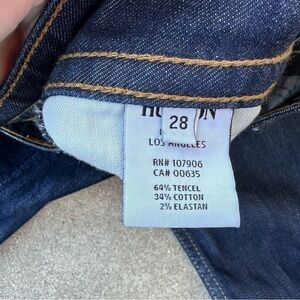 28
LOS ANGELES
RN# 107906
CA# 00635
64% TENCEL
34% COTTON
2% ELASTAN